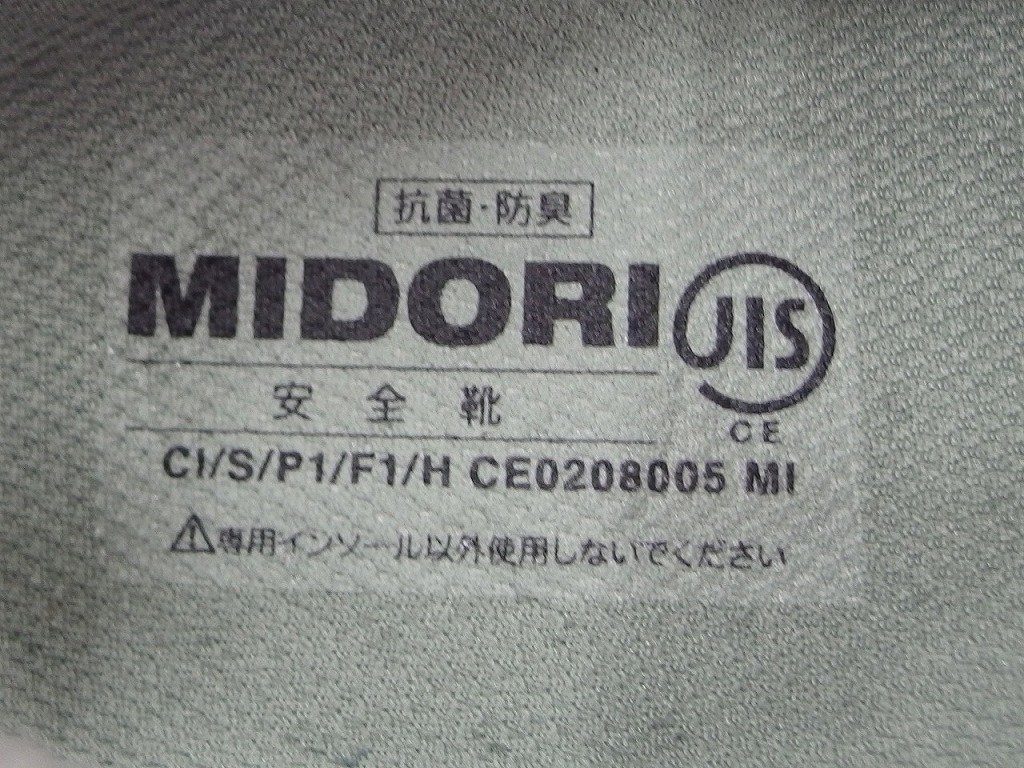 抗菌・防臭
MIDORI JIS
CE
安全靴
CI/S/P1/F1/H CE0208005 MI
⚠専用インソール以外使用しないでください